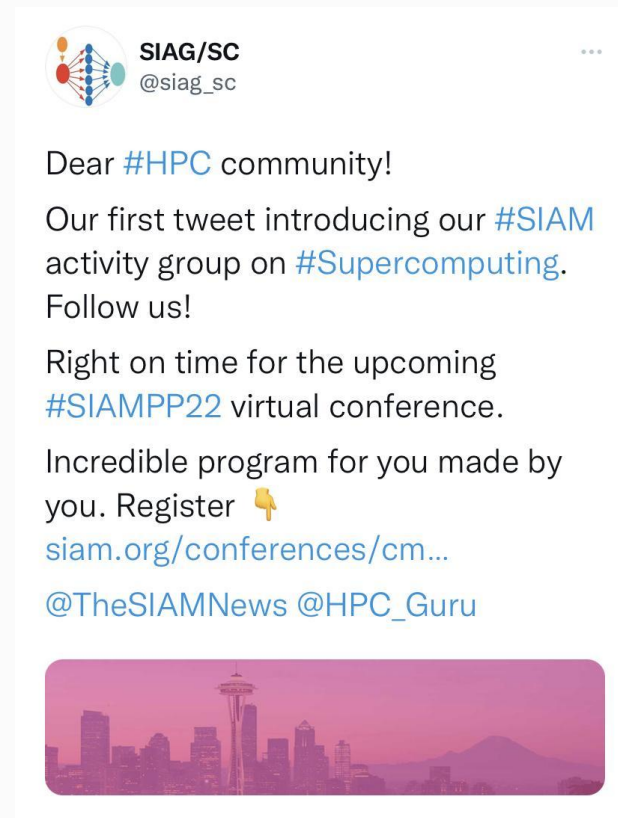 SIAG/SC
@siag_sc
Dear #HPC community!
Our first tweet introducing our #SIAM
activity group on #Supercomputing.
Follow us!
Right on time for the upcoming
#SIAMPP22 virtual conference.
Incredible program for you made by
you. Register 👇
siam.org/conferences/cm...
@TheSIAMNews @HPC_Guru